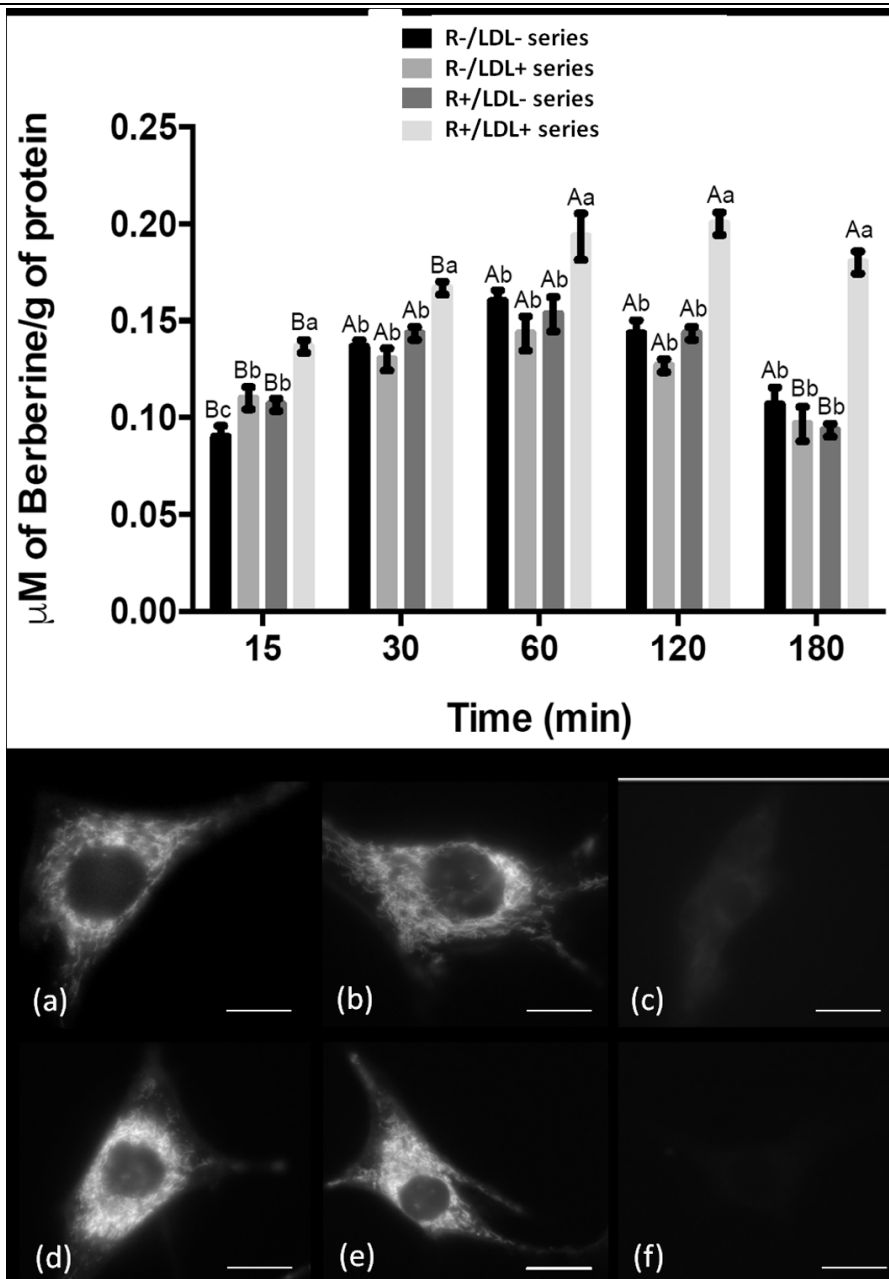 R-/LDL- series
R-/LDL+ series
R+/LDL- series
R+/LDL+ series
µM of Berberine/g of protein
0.25
0.20
0.15
0.10
0.05
0.00
Bc Bb Bb Ba
Ab Ab Ab Ba
Ab Ab Ab Aa
Ab Ab Ab Aa
Ab Bb Bb Aa
15 30 60 120 180
Time (min)
(a) (b) (c)
(d) (e) (f)